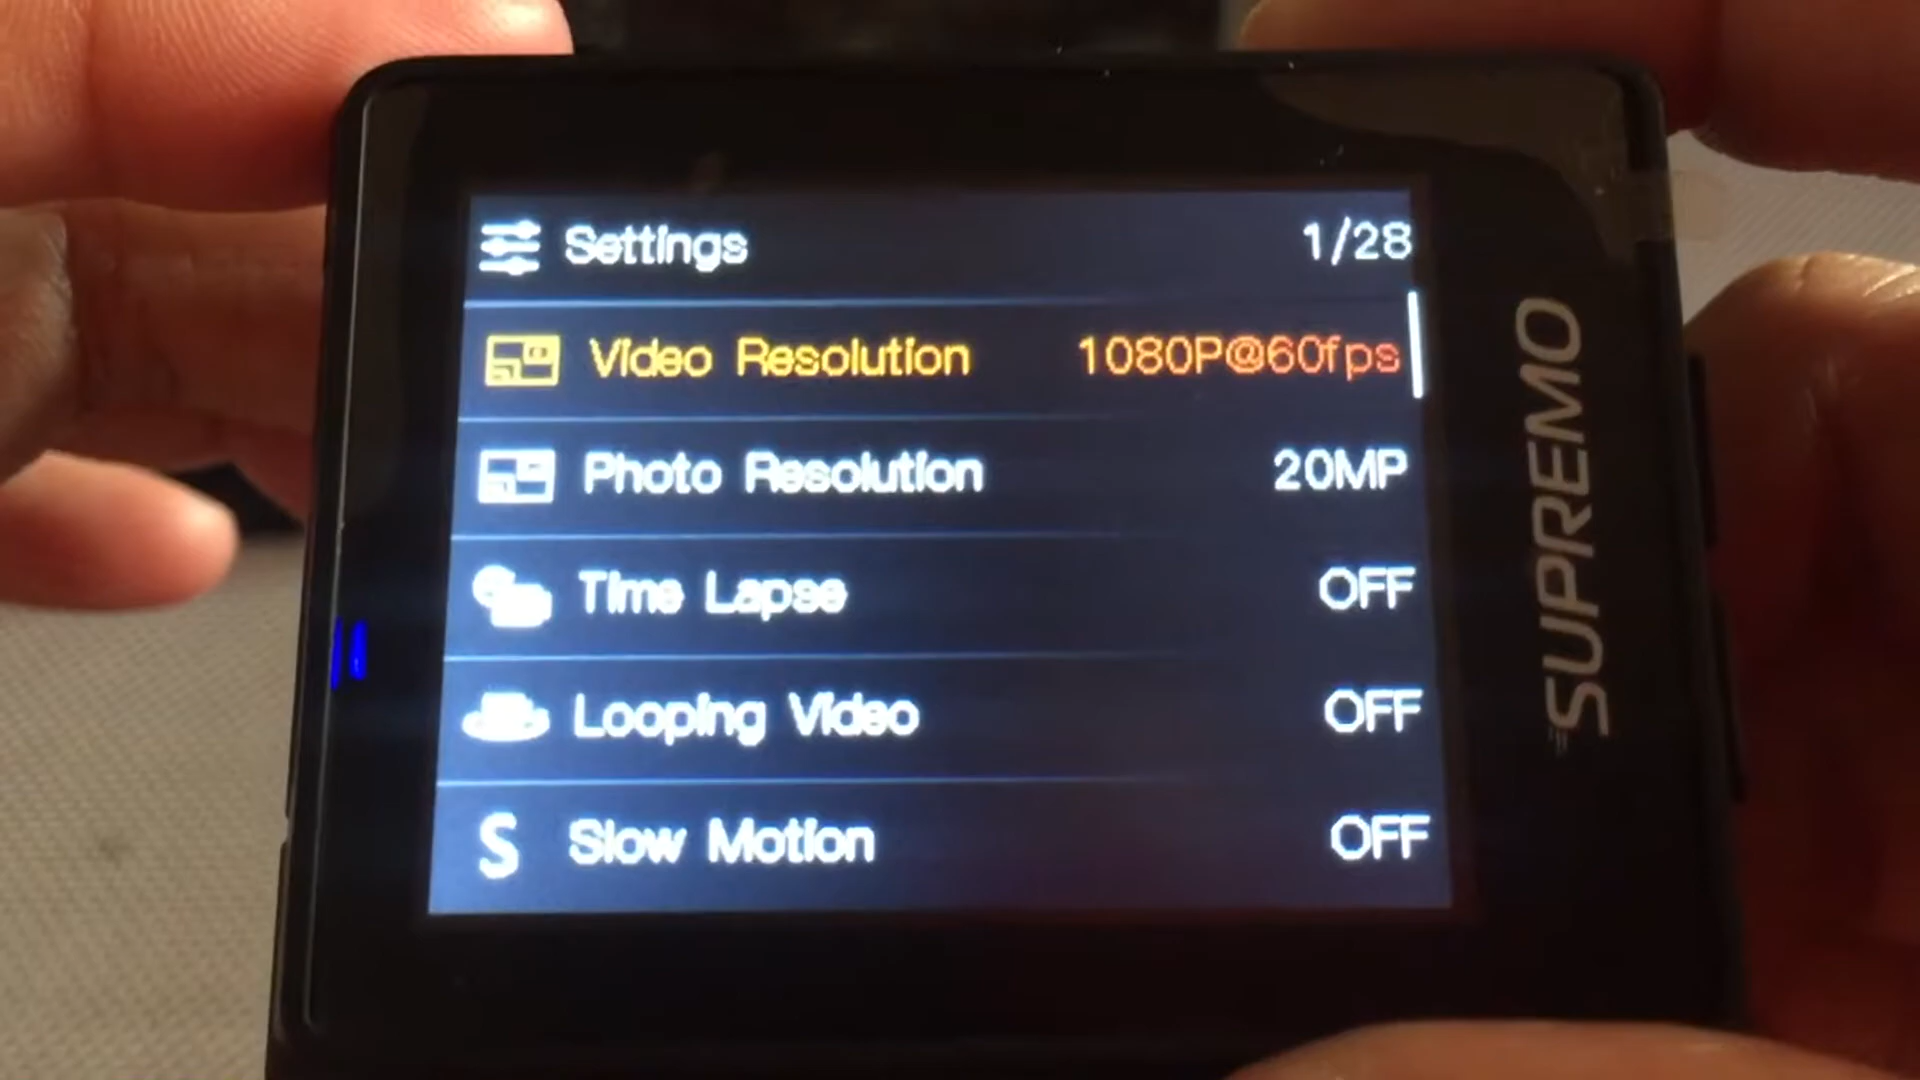 Settings 1/28
Video Resolution 1080P@60fps
Photo Resolution 20MP
Time Lapse OFF
Looping Video OFF
S Slow Motion OFF
SUPREMO